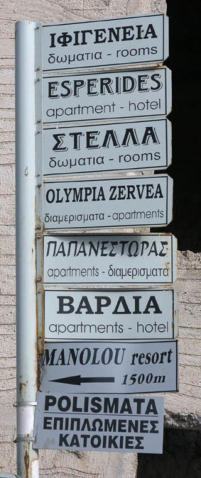 ΙΦΙΓΕΝΕΙΑ
δωματια - rooms
ESPERIDES
apartment - hotel
ΣΤΕΛΛΑ
δωματια - rooms
OLYMPIA ZERVEA
διαμερισματα - apartments
ΠΑΠΑΝΕΣΤΟΡΑΣ
apartments - διαμερισματα
ΒΑΡΔΙΑ
apartments - hotel
MANOLOU resort
1500m
POLISMATA
ΕΠΙΠΛΩΜΕΝΕΣ
ΚΑΤΟΙΚΙΕΣ